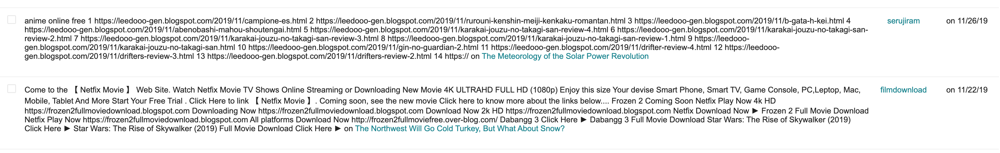 anime online free 1 https://leedooo-gen.blogspot.com/2019/11/campione-es.html 2 https://leedooo-gen.blogspot.com/2019/11/rurouni-kenshin-meiji-kenkaku-romantan.html 3 https://leedooo-gen.blogspot.com/2019/11/b-gata-h-kei.html 4
https://leedooo-gen.blogspot.com/2019/11/abenobashi-mahou-shoutengai.html 5 https://leedooo-gen.blogspot.com/2019/11/karakai-jouzu-no-takagi-san-review-4.html 6 https://leedooo-gen.blogspot.com/2019/11/karakai-jouzu-no-takagi-san-
review-2.html 7 https://leedooo-gen.blogspot.com/2019/11/karakai-jouzu-no-takagi-san-review-3.html 8 https://leedooo-gen.blogspot.com/2019/11/karakai-jouzu-no-takagi-san-review-1.html 9 https://leedooo-
gen.blogspot.com/2019/11/karakai-jouzu-no-takagi-san.html 10 https://leedooo-gen.blogspot.com/2019/11/gin-no-guardian-2.html 11 https://leedooo-gen.blogspot.com/2019/11/drifter-review-4.html 12 https://leedooo-
gen.blogspot.com/2019/11/drifters-review-3.html 13 https://leedooo-gen.blogspot.com/2019/11/drifters-review-2.html 14 https:// on The Meteorology of the Solar Power Revolution
serujiram
on 11/26/19
Come to the 【 Netfix Movie 】 Web Site. Watch Netfix Movie TV Shows Online Streaming or Downloading New Movie 4K ULTRAHD FULL HD (1080p) Enjoy this size Your devise Smart Phone, Smart TV, Game Console, PC,Leptop, Mac,
Mobile, Tablet And More Start Your Free Trial . Click Here to link 【 Netfix Movie 】 . Coming soon, see the new movie Click here to know more about the links below.... Frozen 2 Coming Soon Netfix Play Now 4k HD
https://frozen2fullmoviedownload.blogspot.com Downloading Now https://frozen2fullmoviedownload.blogspot.com Download Now 2k HD https://frozen2fullmoviedownload.blogspot.com Netfix Download Now ► Frozen 2 Full Movie Download
Netfix Play Now https://frozen2fullmoviedownload.blogspot.com All platforms Download Now http://frozen2fullmoviefree.over-blog.com/ Dabangg 3 Click Here ► Dabangg 3 Full Movie Download Star Wars: The Rise of Skywalker (2019)
Click Here ► Star Wars: The Rise of Skywalker (2019) Full Movie Download Click Here ► on The Northwest Will Go Cold Turkey, But What About Snow?
filmdownload
on 11/22/19